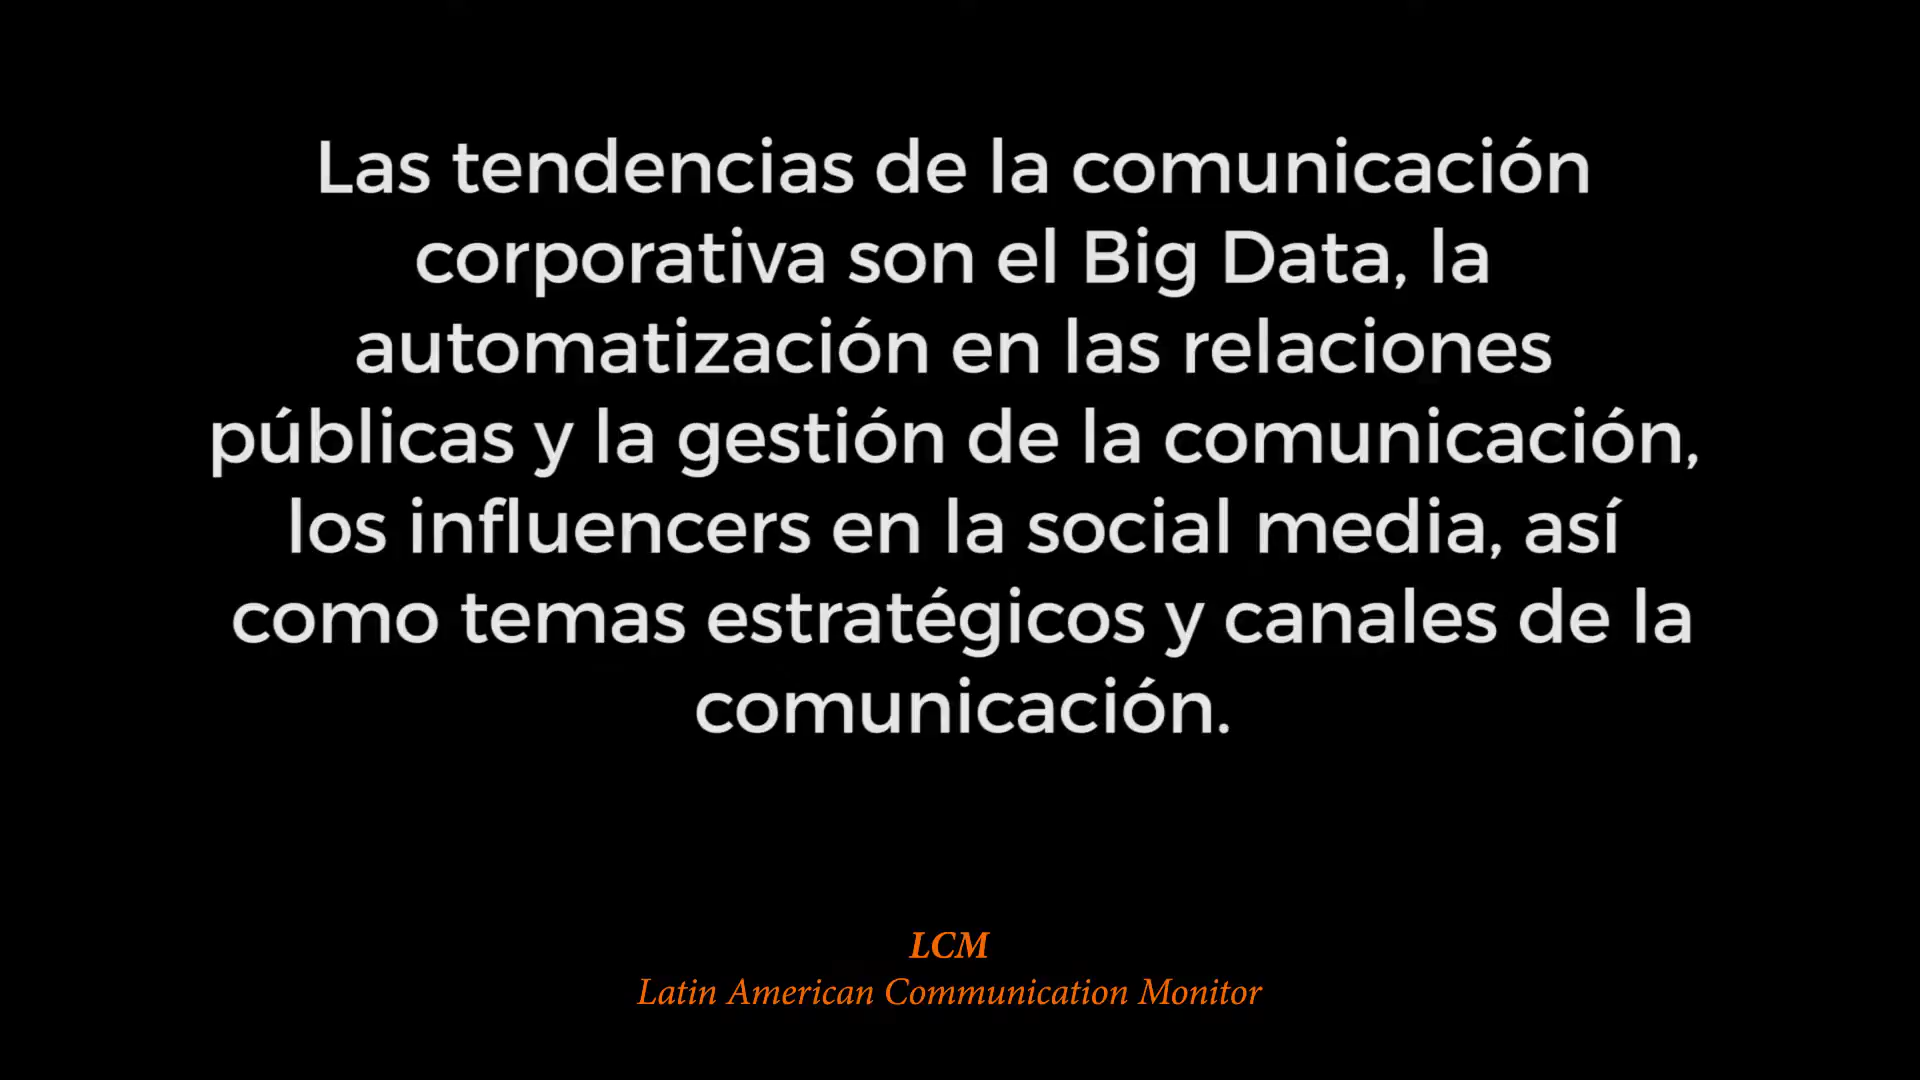 Las tendencias de la comunicación
corporativa son el Big Data, la
automatización en las relaciones
públicas y la gestión de la comunicación,
los influencers en la social media, así
como temas estratégicos y canales de la
comunicación.
LCM
Latin American Communication Monitor